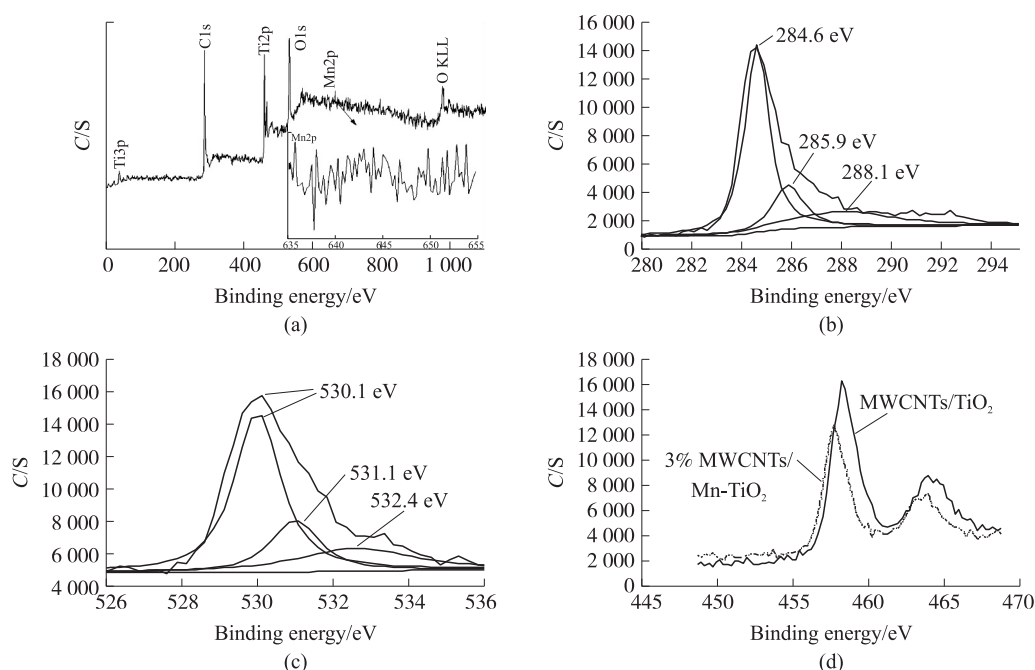 C/S
Ti3p
C1s
Ti2p
O1s
Mn2p
O KLL
Mn2p
635 640 645 650 655
0 200 400 600 800 1 000
Binding energy/eV
(a)
C/S
16 000
14 000
12 000
10 000
8 000
6 000
4 000
2 000
0
284.6 eV
285.9 eV
288.1 eV
280 282 284 286 288 290 292 294
Binding energy/eV
(b)
C/S
18 000
16 000
14 000
12 000
10 000
8 000
6 000
4 000
530.1 eV
531.1 eV
532.4 eV
526 528 530 532 534 536
Binding energy/eV
(c)
C/S
18 000
16 000
14 000
12 000
10 000
8 000
6 000
4 000
2 000
0
MWCNTs/TiO₂
3% MWCNTs/
Mn-TiO₂
445 450 455 460 465 470
Binding energy/eV
(d)